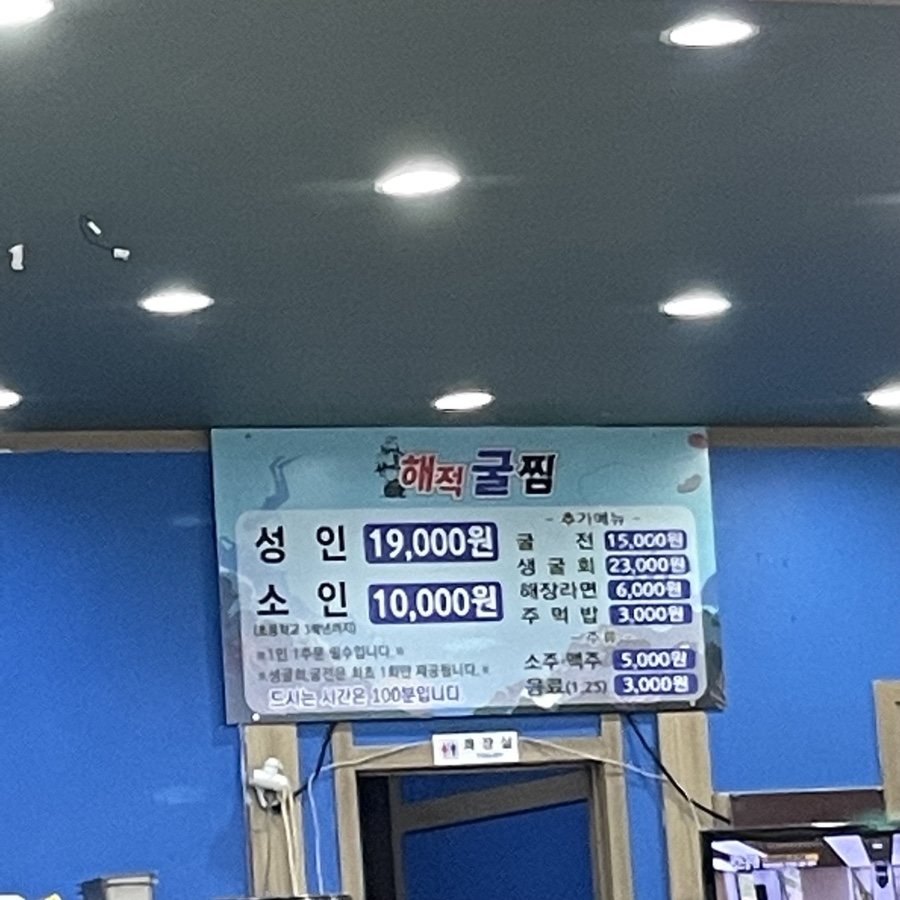 해적굴찜
성 인 19,000원
소 인 10,000원
(초등학교 3학년까지)
※1인 1주문 필수입니다.※
※생굴회,굴전은 최초 1회만 제공됩니다.※
드시는 시간은 100분입니다
- 추가메뉴 -
굴 전 15,000원
생 굴 회 23,000원
해장라면 6,000원
주 먹 밥 3,000원
- 주류 -
소주·맥주 5,000원
음료(1.25) 3,000원
화 장 실
1